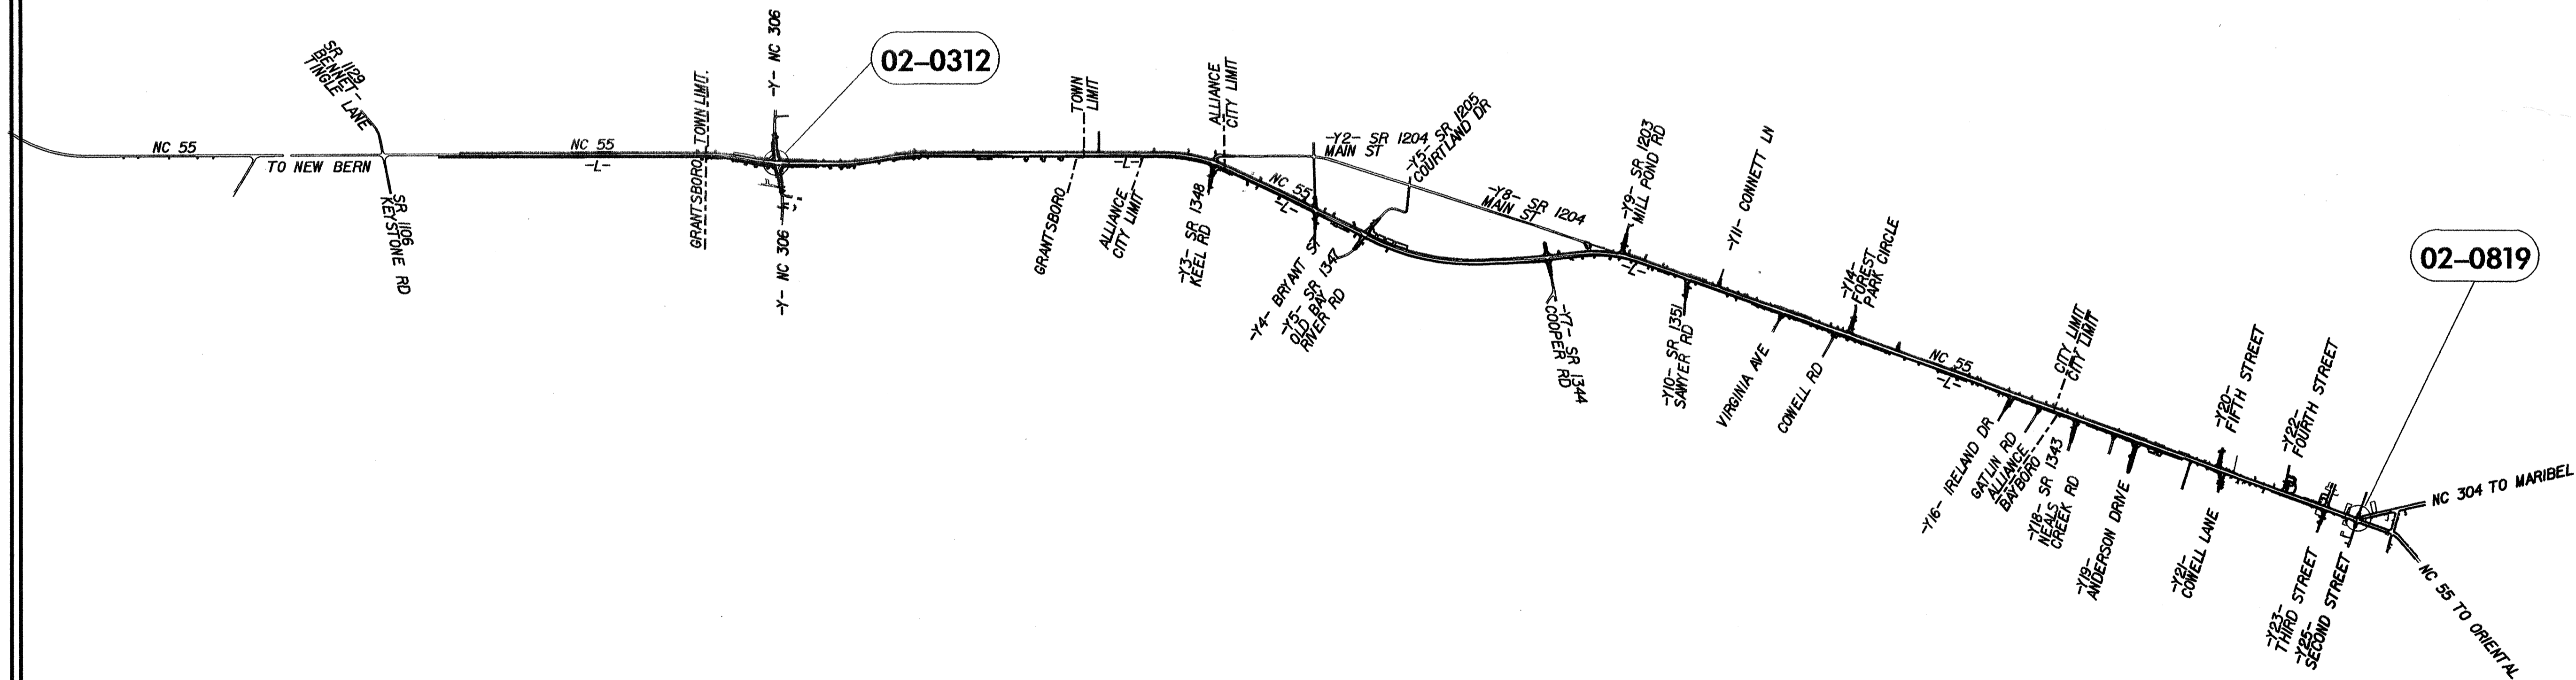 SR 1129
BENNET-
TINGLE LANE
NC 55
TO NEW BERN
SR 1106
KEYSTONE RD
NC 55
-L-
GRANTSBORO TOWN LIMIT
-Y- NC 306
02-0312
-Y- NC 306
TOWN
LIMIT
GRANTSBORO
-L-
ALLIANCE
CITY LIMIT
ALLIANCE
CITY LIMIT
-Y3- SR 1348
KEEL RD
NC 55
-L-
-Y2- SR 1204
MAIN ST
-Y4- BRYANT ST
-Y5- SR 1347
OLD BAY
RIVER RD
-Y5- SR 1205
COURTLAND DR
-Y8- SR 1204
MAIN ST
-Y7- SR 1344
COOPER RD
-Y9- SR 1203
MILL POND RD
-L-
-Y10- SR 1351
SAWYER RD
-Y11- CONNETT LN
VIRGINIA AVE
COWELL RD
-Y14-
FOREST
PARK CIRCLE
NC 55
-L-
-Y16- IRELAND DR
GATLIN RD
ALLIANCE
BAYBORO
CITY LIMIT
CITY LIMIT
-Y18- SR 1343
NEALS
CREEK RD
-Y19-
ANDERSON DRIVE
-Y20-
FIFTH STREET
-Y21-
COWELL LANE
-Y22-
FOURTH STREET
-Y23-
THIRD STREET
-Y25-
SECOND STREET
02-0819
NC 304 TO MARIBEL
NC 55 TO ORIENTAL